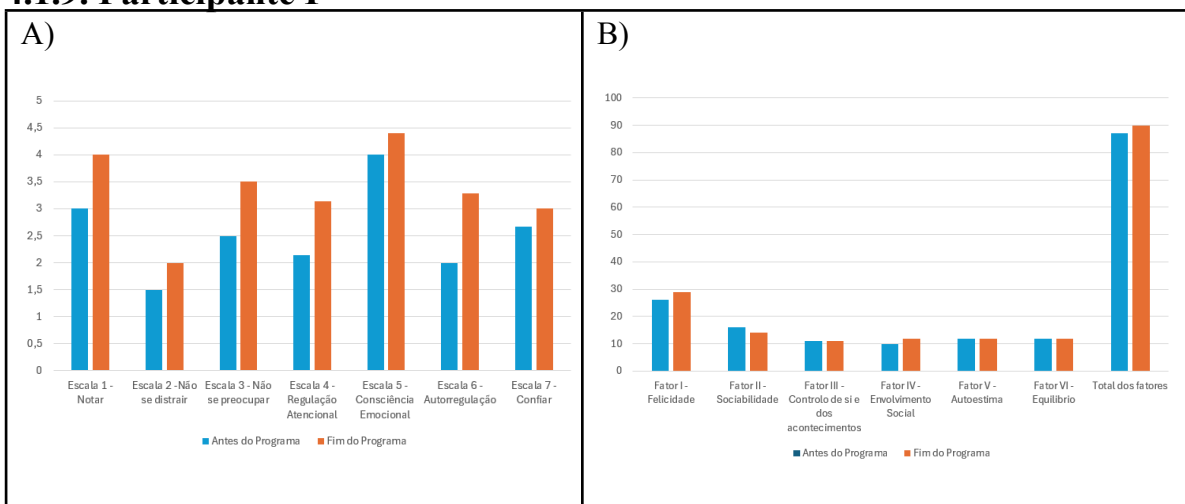 4.1.9. Participante I
A)
5
4,5
4
3,5
3
2,5
2
1,5
1
0,5
0
Escala 1 -
Notar
Escala 2 -Não
se distrair
Escala 3 - Não
se preocupar
Escala 4 -
Regulação
Atencional
Escala 5 -
Consciência
Emocional
Escala 6 -
Autorregulação
Escala 7 -
Confiar
Antes do Programa
Fim do Programa
B)
100
90
80
70
60
50
40
30
20
10
0
Fator I -
Felicidade
Fator II -
Sociabilidade
Fator III -
Controlo de si e
dos
acontecimentos
Fator IV -
Envolvimento
Social
Fator V -
Autoestima
Fator VI -
Equilíbrio
Total dos fatores
Antes do Programa
Fim do Programa